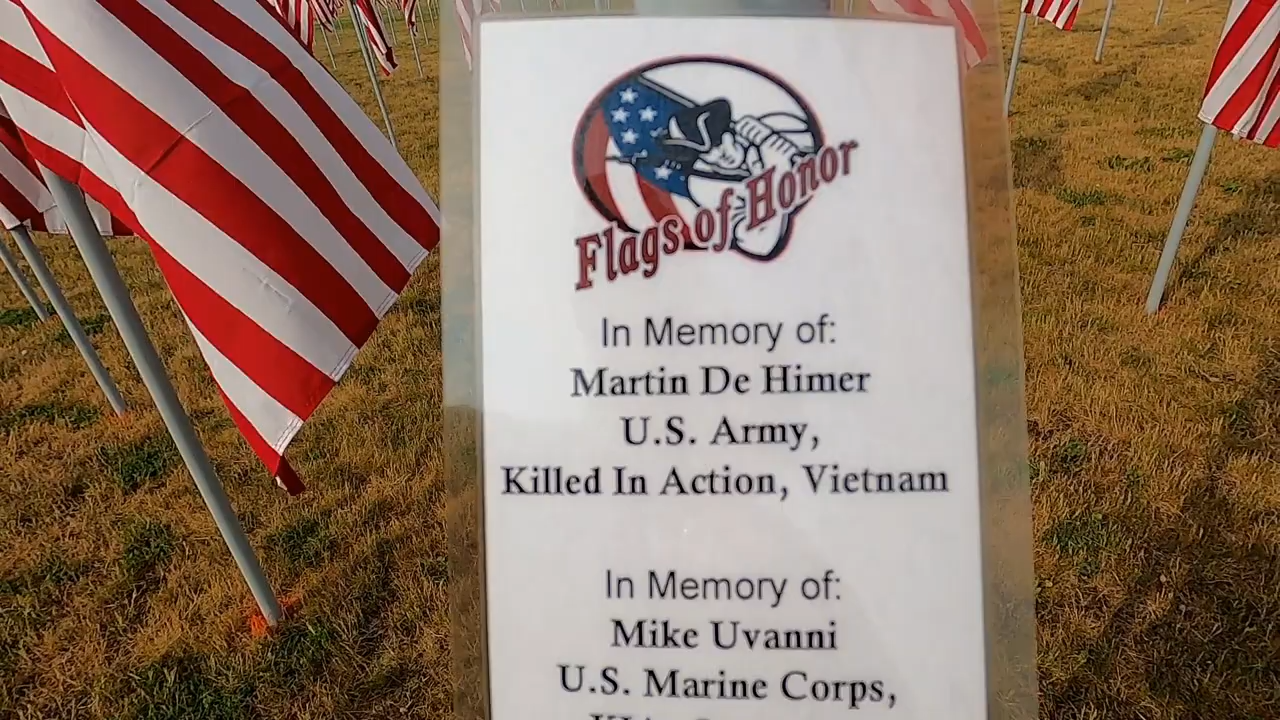 Flags of Honor
In Memory of:
Martin De Himer
U.S. Army,
Killed In Action, Vietnam
In Memory of:
Mike Uvanni
U.S. Marine Corps,